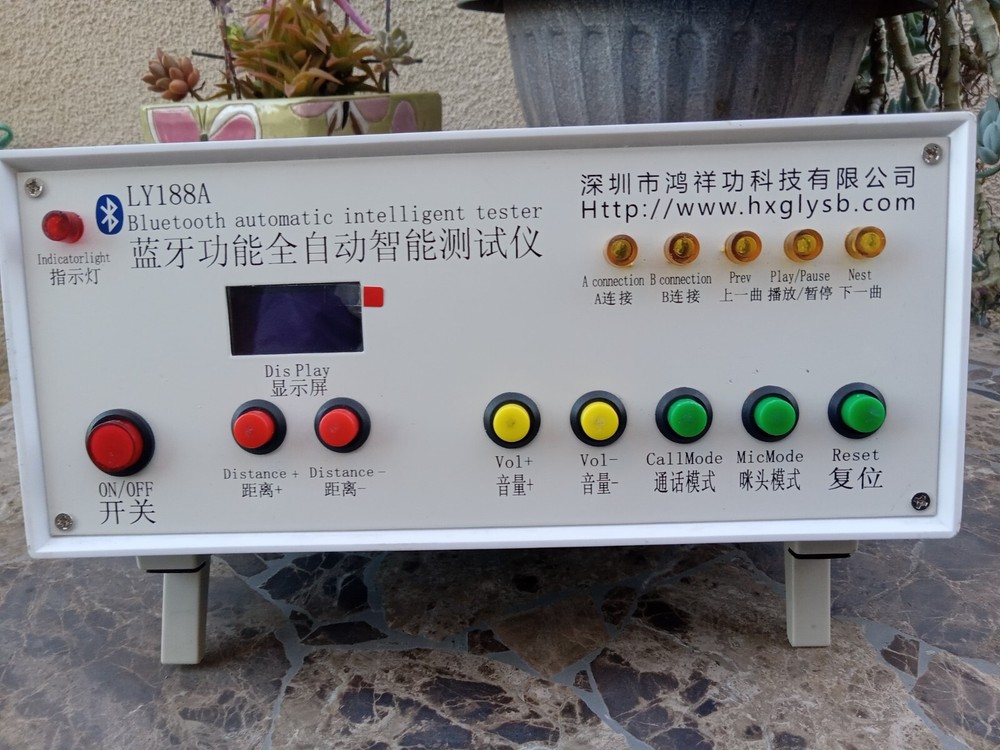 LY188A
Bluetooth automatic intelligent tester
蓝牙功能全自动智能测试仪
深圳市鸿祥功科技有限公司
Http://www.hxglysb.com
Indicatorlight
指示灯
A connection
A连接
B connection
B连接
Prev
上一曲
Play/Pause
播放/暂停
Nest
下一曲
Dis Play
显示屏
ON/OFF
开关
Distance +
距离+
Distance -
距离-
Vol+
音量+
Vol-
音量-
CallMode
通话模式
MicMode
咪头模式
Reset
复位